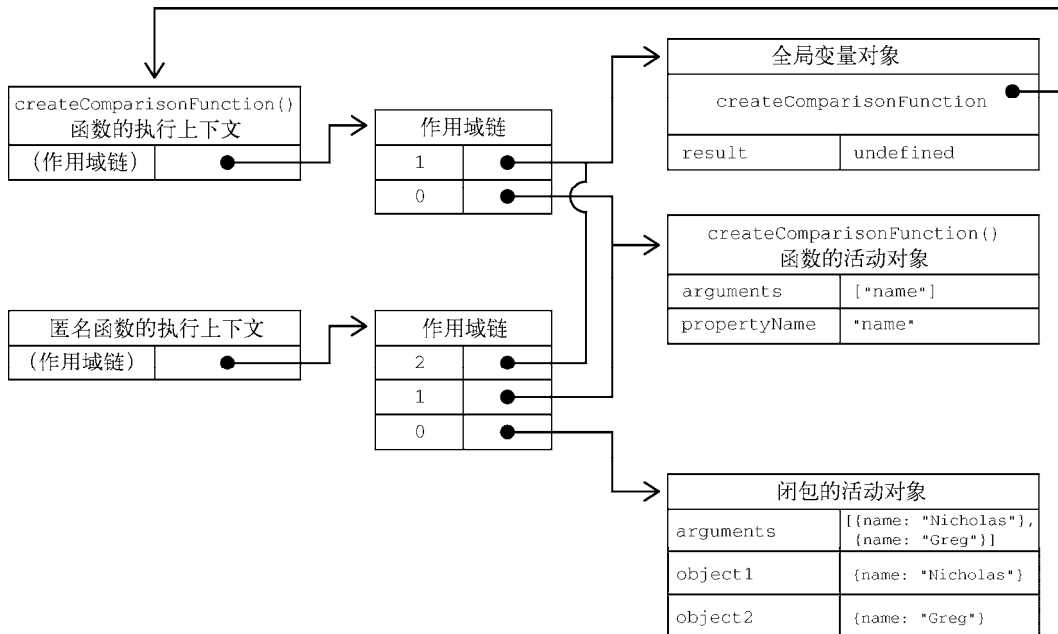 createComparisonFunction()
函数的执行上下文
(作用域链)
作用域链
1
0
全局变量对象
createComparisonFunction
result undefined
createComparisonFunction()
函数的活动对象
arguments ["name"]
propertyName "name"
匿名函数的执行上下文
(作用域链)
作用域链
2
1
0
闭包的活动对象
arguments [{name: "Nicholas"},
{name: "Greg"}]
object1 {name: "Nicholas"}
object2 {name: "Greg"}